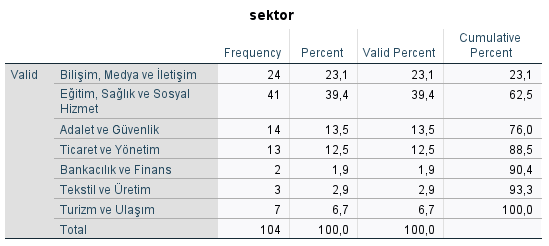 sektor
Frequency Percent Valid Percent Cumulative Percent
Valid Bilişim, Medya ve İletişim 24 23,1 23,1 23,1
Eğitim, Sağlık ve Sosyal Hizmet 41 39,4 39,4 62,5
Adalet ve Güvenlik 14 13,5 13,5 76,0
Ticaret ve Yönetim 13 12,5 12,5 88,5
Bankacılık ve Finans 2 1,9 1,9 90,4
Tekstil ve Üretim 3 2,9 2,9 93,3
Turizm ve Ulaşım 7 6,7 6,7 100,0
Total 104 100,0 100,0